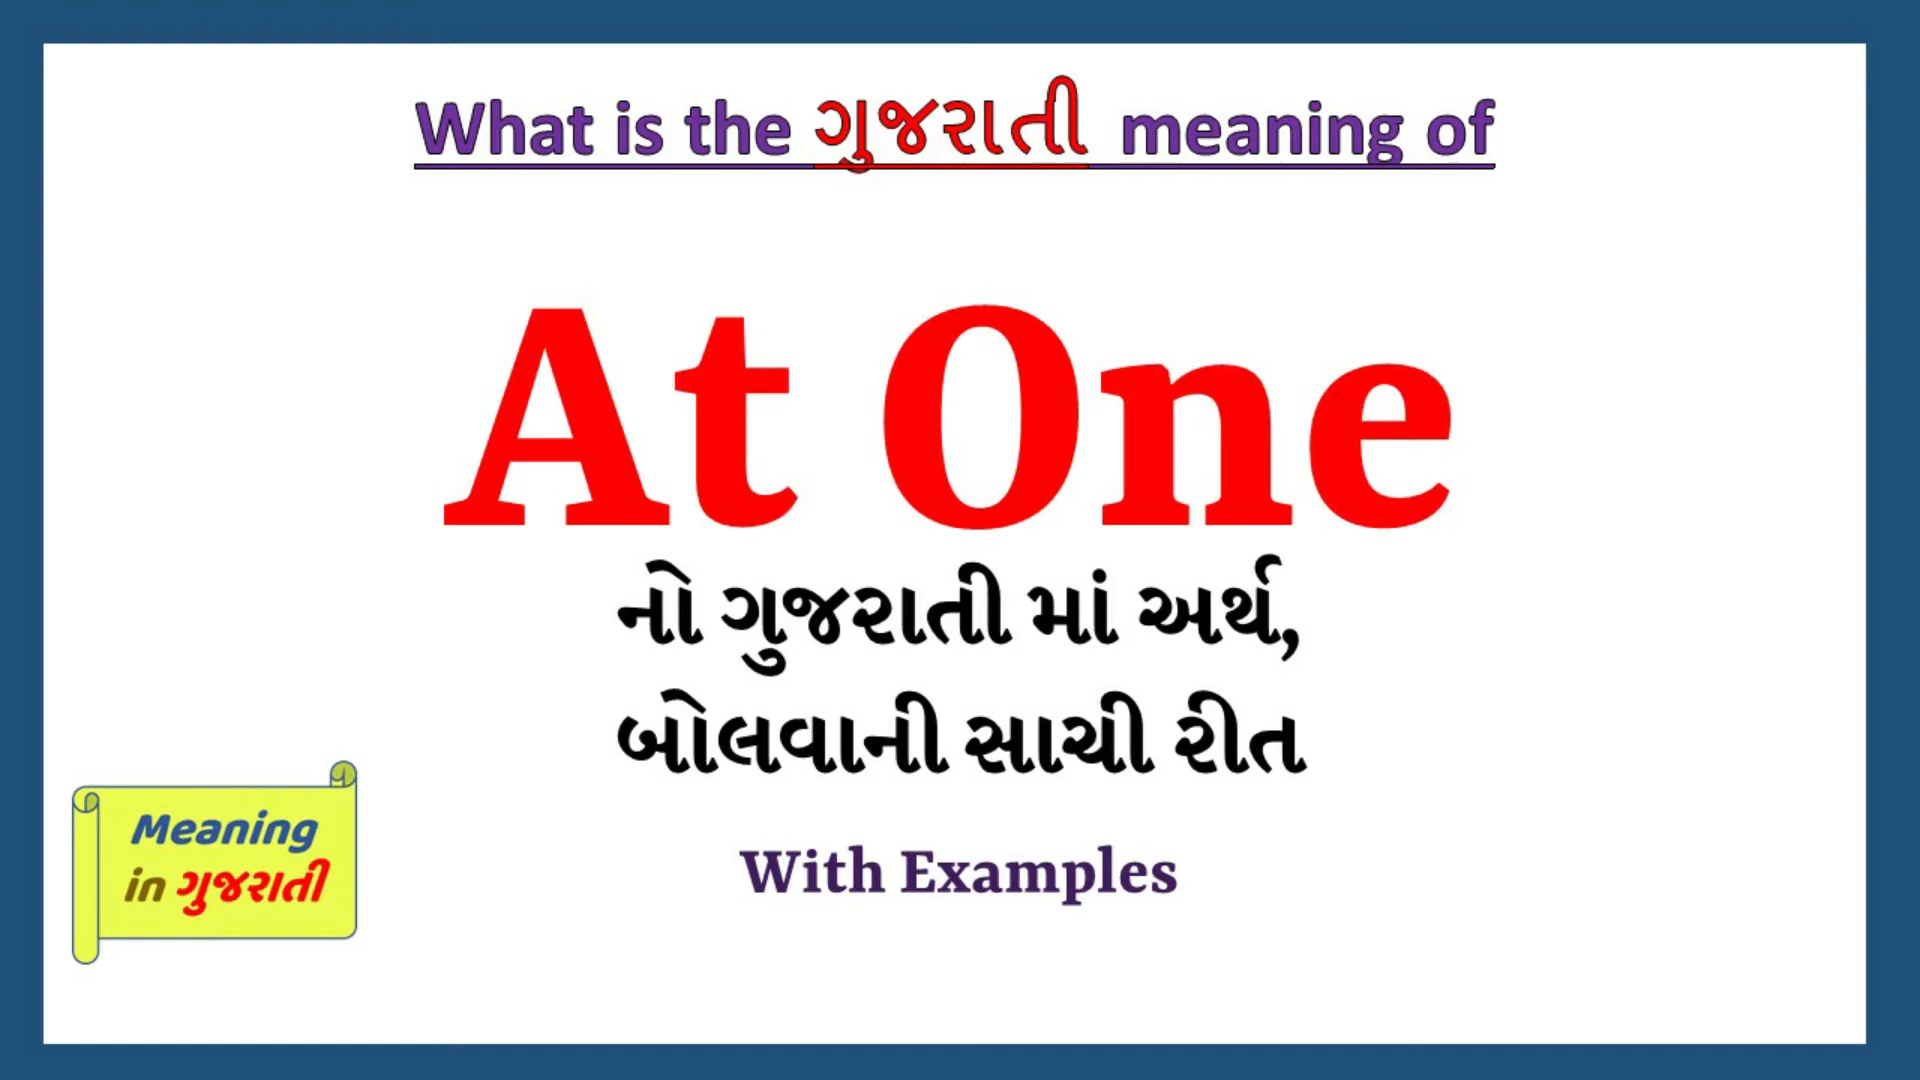 What is the ગુજરાતી meaning of
At One
નો ગુજરાતી માં અર્થ,
બોલવાની સાચી રીત
With Examples
Meaning
in ગુજરાતી